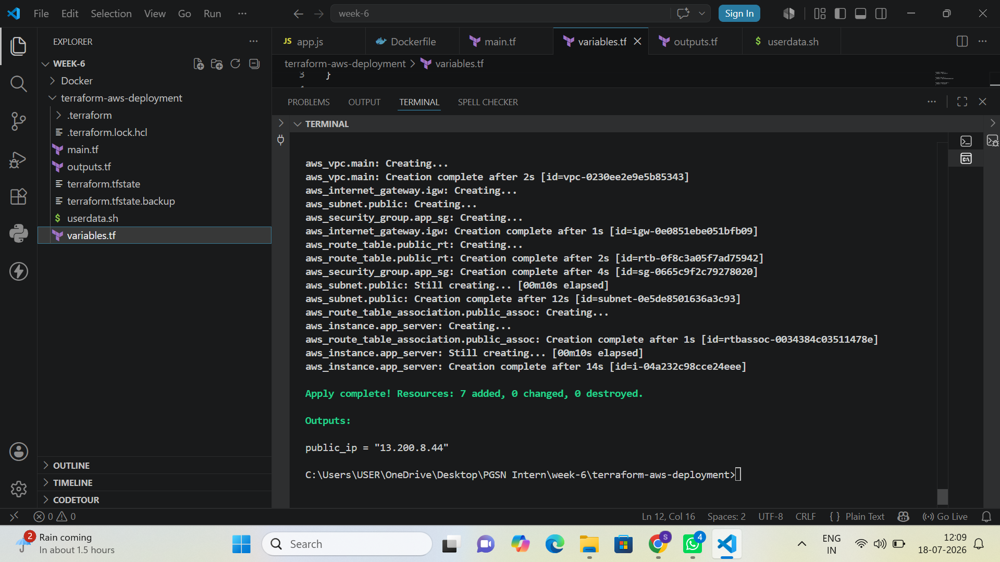 File Edit Selection View Go Run ···
week-6
Sign In
EXPLORER
JS app.js
Dockerfile
main.tf
variables.tf
outputs.tf
$ userdata.sh
WEEK-6
Docker
terraform-aws-deployment
.terraform
.terraform.lock.hcl
main.tf
outputs.tf
terraform.tfstate
terraform.tfstate.backup
$ userdata.sh
variables.tf
OUTLINE
TIMELINE
CODETOUR
terraform-aws-deployment > variables.tf
3 }
PROBLEMS OUTPUT TERMINAL SPELL CHECKER
TERMINAL
aws_vpc.main: Creating...
aws_vpc.main: Creation complete after 2s [id=vpc-0230ee2e9e5b85343]
aws_internet_gateway.igw: Creating...
aws_subnet.public: Creating...
aws_security_group.app_sg: Creating...
aws_internet_gateway.igw: Creation complete after 1s [id=igw-0e0851ebe051bfb09]
aws_route_table.public_rt: Creating...
aws_route_table.public_rt: Creation complete after 2s [id=rtb-0f8c3a05f7ad75942]
aws_security_group.app_sg: Creation complete after 4s [id=sg-0665c9f2c79278020]
aws_subnet.public: Still creating... [00m10s elapsed]
aws_subnet.public: Creation complete after 12s [id=subnet-0e5de8501636a3c93]
aws_route_table_association.public_assoc: Creating...
aws_instance.app_server: Creating...
aws_route_table_association.public_assoc: Creation complete after 1s [id=rtbassoc-0034384c03511478e]
aws_instance.app_server: Still creating... [00m10s elapsed]
aws_instance.app_server: Creation complete after 14s [id=i-04a232c98cce24eee]
Apply complete! Resources: 7 added, 0 changed, 0 destroyed.
Outputs:
public_ip = "13.200.8.44"
C:\Users\USER\OneDrive\Desktop\PGSN Intern\week-6\terraform-aws-deployment>
0 0
Ln 12, Col 16 Spaces: 2 UTF-8 CRLF { } Plain Text Go Live
2
Rain coming
In about 1.5 hours
Search
S
4
ENG
IN
12:09
18-07-2026